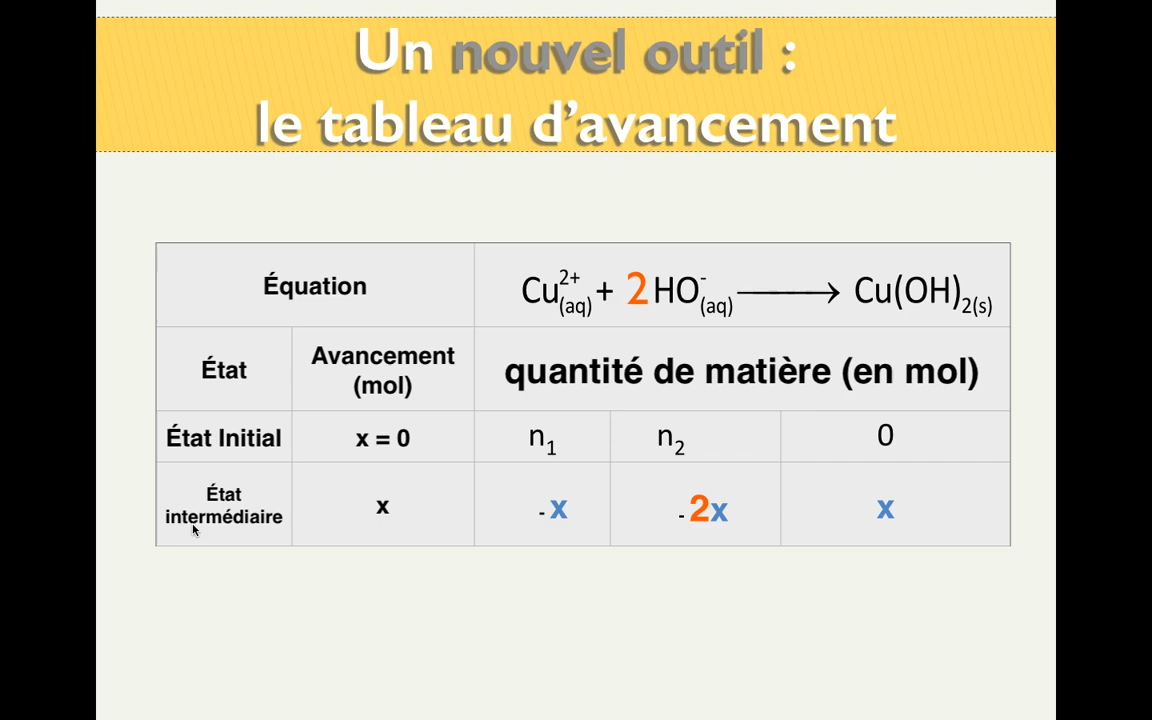 Un nouvel outil :
le tableau d’avancement
Équation
Cu2+(aq) + 2 HO-(aq) ⟶ Cu(OH)2(s)
État
Avancement
(mol)
quantité de matière (en mol)
État Initial
x = 0
n1
n2
0
État
intermédiaire
x
-x
-2x
x